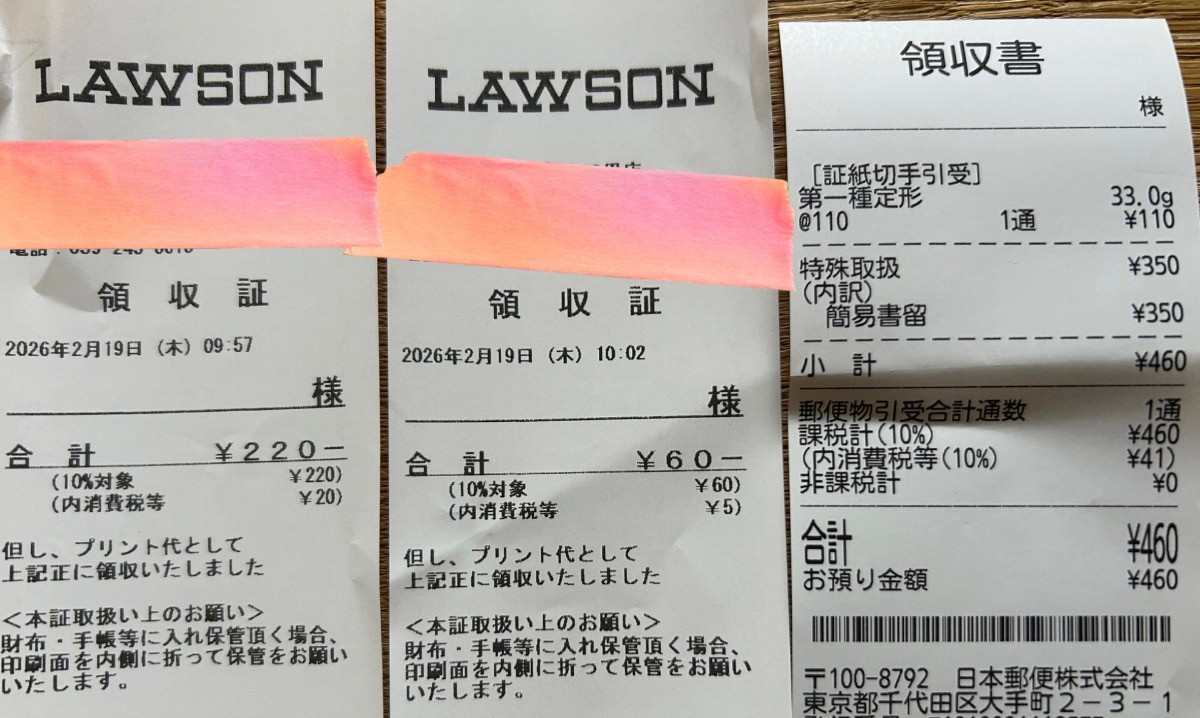 LAWSON
領収証
2026年2月19日（木）09:57
様
合計 ￥220－
(10%対象 ￥220)
(内消費税等 ￥20)
但し、プリント代として
上記正に領収いたしました
＜本証取扱い上のお願い＞
財布・手帳等に入れ保管頂く場合、
印刷面を内側に折って保管をお願い
いたします。
LAWSON
領収証
2026年2月19日（木）10:02
様
合計 ￥60－
(10%対象 ￥60)
(内消費税等 ￥5)
但し、プリント代として
上記正に領収いたしました
＜本証取扱い上のお願い＞
財布・手帳等に入れ保管頂く場合、
印刷面を内側に折って保管をお願い
いたします。
領収書
様
［証紙切手引受］
第一種定形 33.0g
@110 1通 ¥110
特殊取扱 ¥350
(内訳)
簡易書留 ¥350
小計 ¥460
郵便物引受合計通数 1通
課税計(10%) ¥460
(内消費税等(10%) ¥41)
非課税計 ¥0
合計 ¥460
お預り金額 ¥460
〒100-8792 日本郵便株式会社
東京都千代田区大手町２－３－１